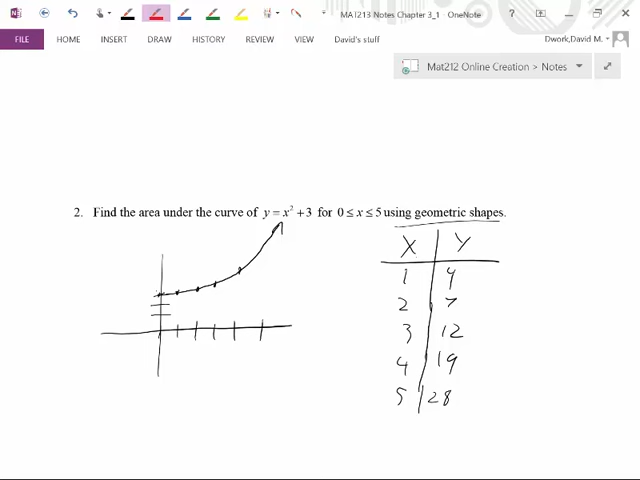 MAT213 Notes Chapter 3_1 - OneNote
FILE HOME INSERT DRAW HISTORY REVIEW VIEW David's stuff Dwork,David M.
Mat212 Online Creation > Notes
2. Find the area under the curve of y = x² + 3 for 0 ≤ x ≤ 5 using geometric shapes.
X Y
1 4
2 7
3 12
4 19
5 28